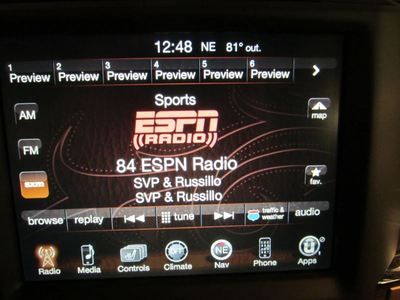 12:48 NE 81° out.
1 Preview 2 Preview 3 Preview 4 Preview 5 Preview 6 Preview
AM
FM
sxm
Sports
ESPN
RADIO
84 ESPN Radio
SVP & Russillo
SVP & Russillo
map
fav.
browse replay tune traffic & weather audio
NE
Radio Media Controls Climate Nav Phone Apps